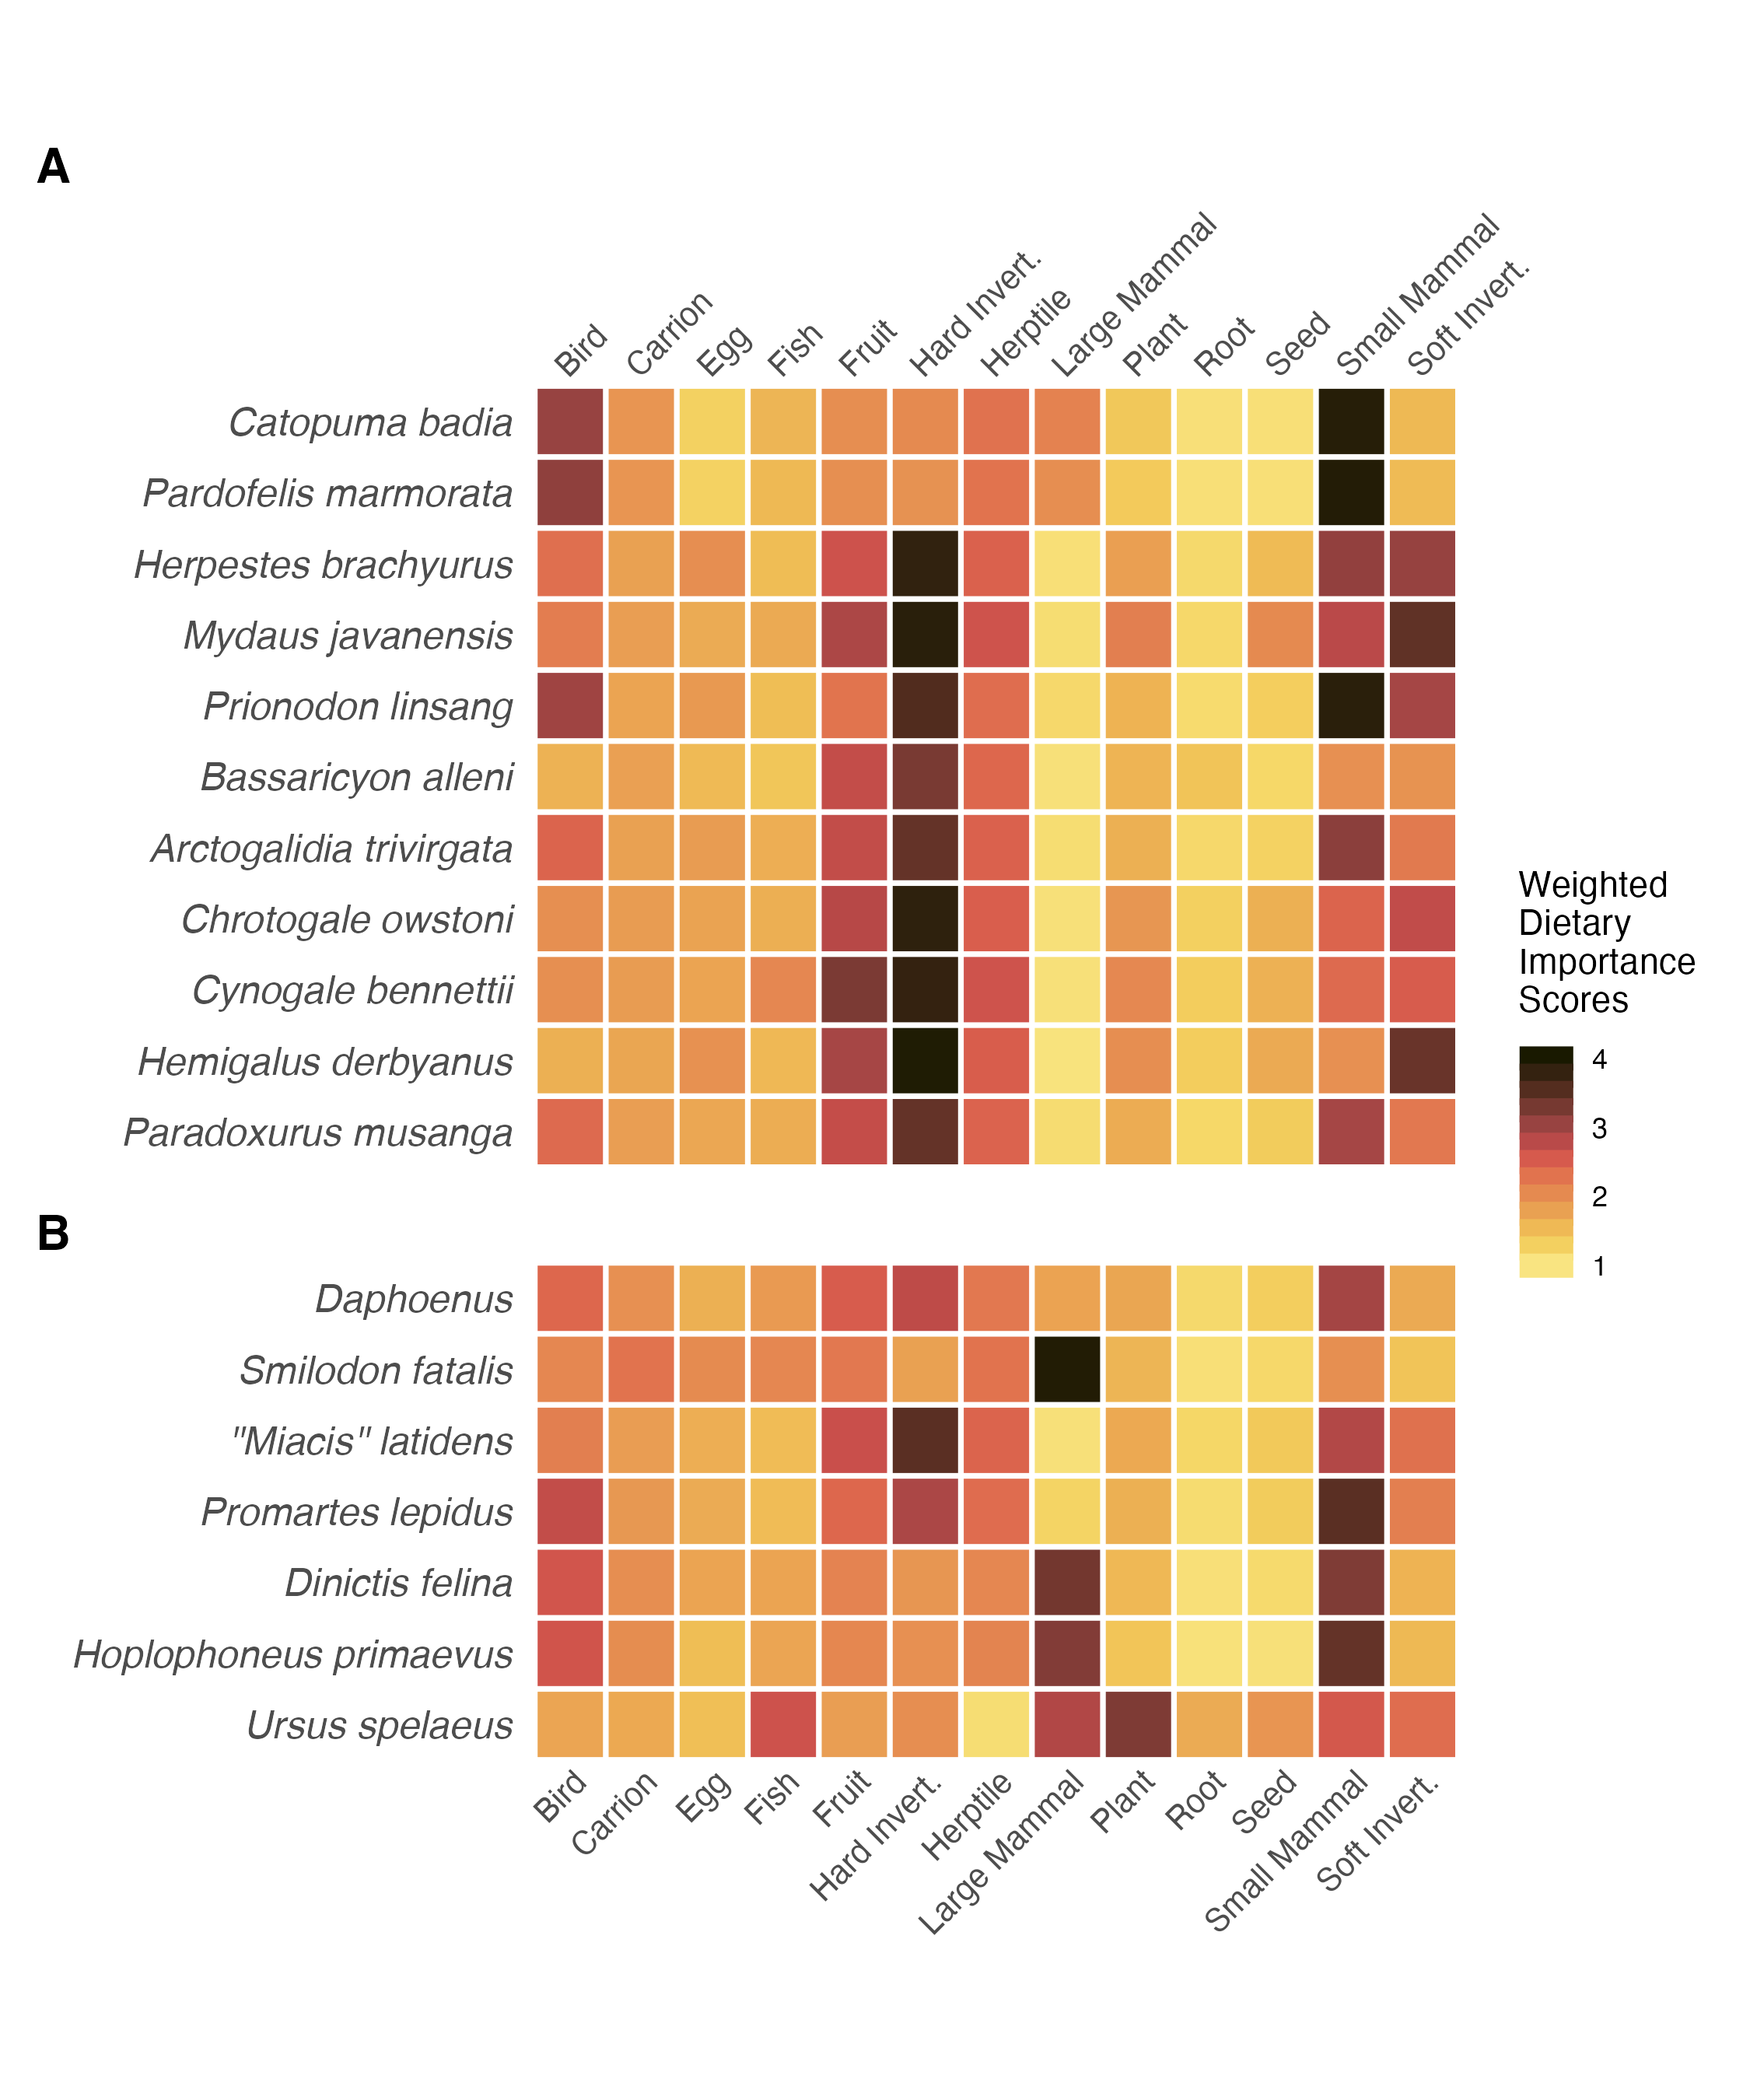 A
Bird
Carrion
Egg
Fish
Fruit
Hard Invert.
Herptile
Large Mammal
Plant
Root
Seed
Small Mammal
Soft Invert.
Catopuma badia
Pardofelis marmorata
Herpestes brachyurus
Mydaus javanensis
Prionodon linsang
Bassaricyon alleni
Arctogalidia trivirgata
Chrotogale owstoni
Cynogale bennettii
Hemigalus derbyanus
Paradoxurus musanga
Weighted
Dietary
Importance
Scores
4
3
2
1
B
Daphoenus
Smilodon fatalis
"Miacis" latidens
Promartes lepidus
Dinictis felina
Hoplophoneus primaevus
Ursus spelaeus
Bird
Carrion
Egg
Fish
Fruit
Hard Invert.
Herptile
Large Mammal
Plant
Root
Seed
Small Mammal
Soft Invert.